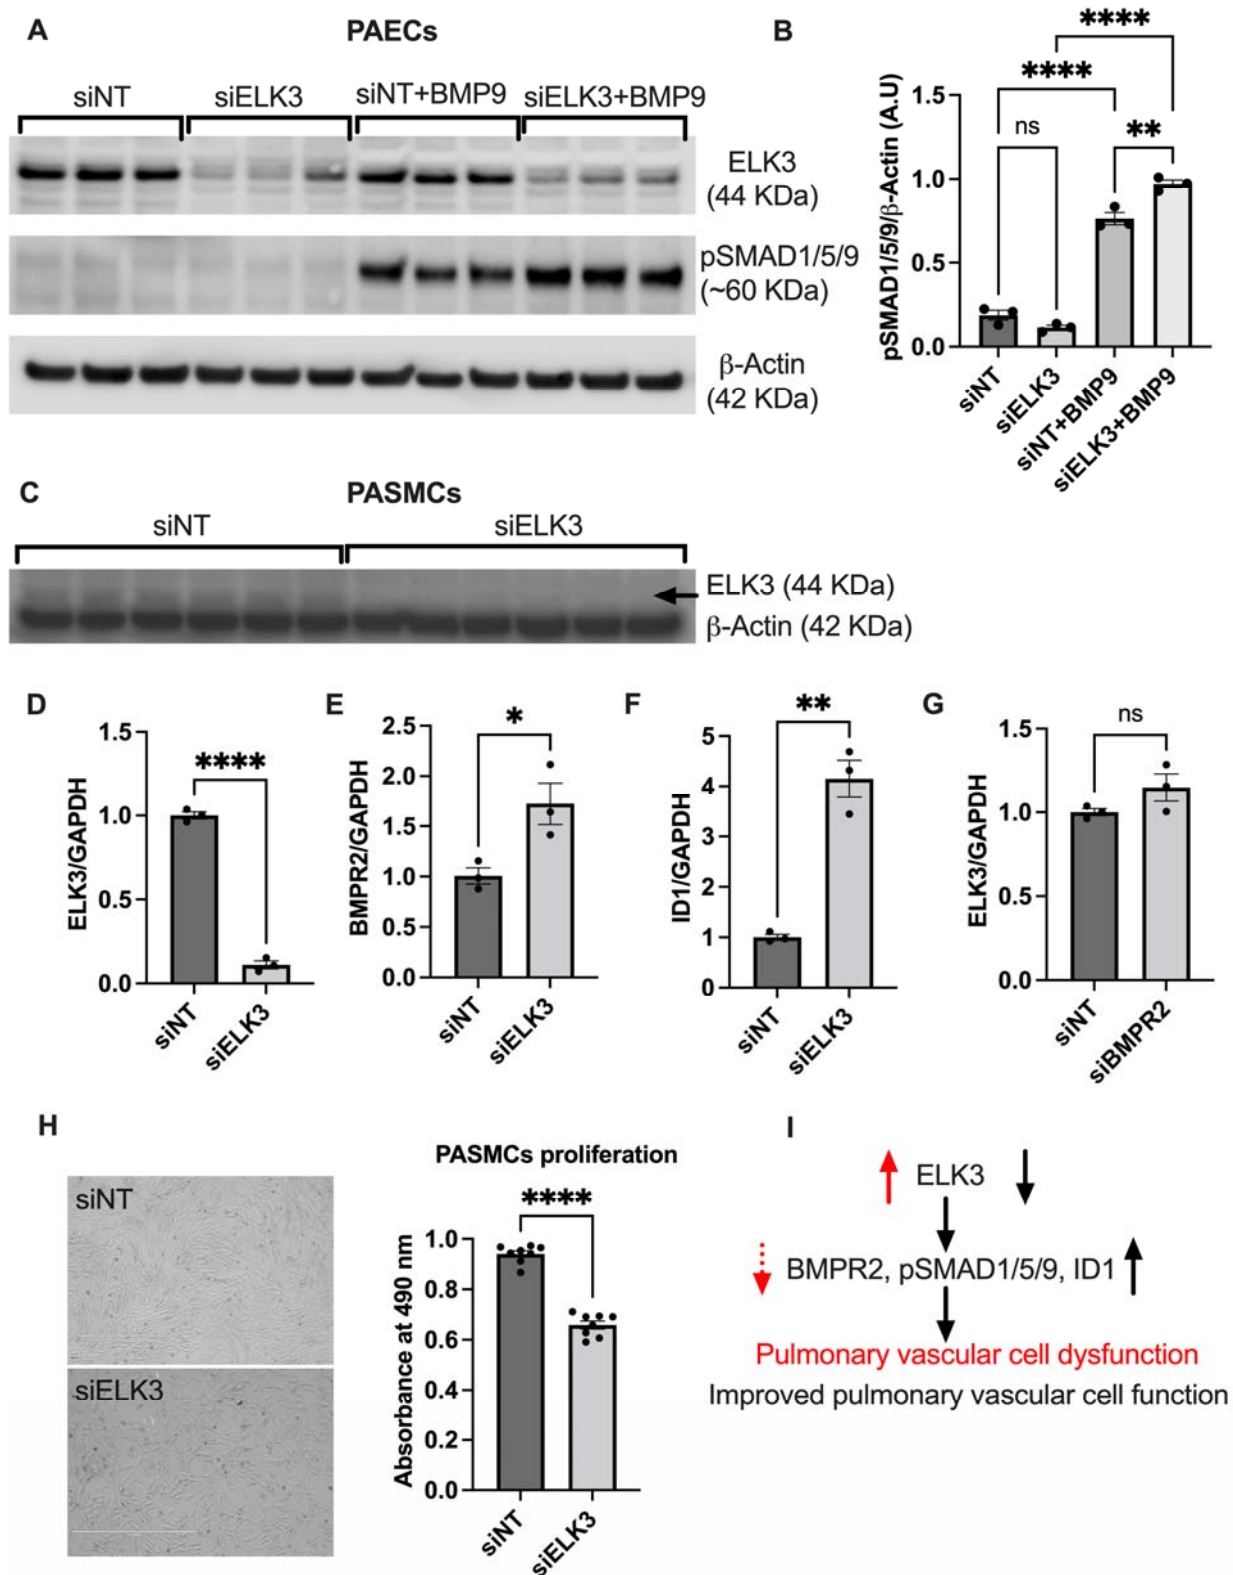 A
PAECs
siNT
siELK3
siNT+BMP9
siELK3+BMP9
ELK3
(44 KDa)
pSMAD1/5/9
(~60 KDa)
β-Actin
(42 KDa)
B
****
****
ns
**
pSMAD1/5/9/β-Actin (A.U)
1.5
1.0
0.5
0.0
siNT
siELK3
siNT+BMP9
siELK3+BMP9
C
PASMCs
siNT
siELK3
ELK3 (44 KDa)
β-Actin (42 KDa)
D
****
ELK3/GAPDH
1.5
1.0
0.5
0.0
siNT
siELK3
E
*
BMPR2/GAPDH
2.5
2.0
1.5
1.0
0.5
0.0
siNT
siELK3
F
**
ID1/GAPDH
5
4
3
2
1
0
siNT
siELK3
G
ns
ELK3/GAPDH
1.5
1.0
0.5
0.0
siNT
siBMPR2
H
siNT
siELK3
PASMCs proliferation
****
Absorbance at 490 nm
1.0
0.8
0.6
0.4
0.2
0.0
siNT
siELK3
I
ELK3
BMPR2, pSMAD1/5/9, ID1
Pulmonary vascular cell dysfunction
Improved pulmonary vascular cell function